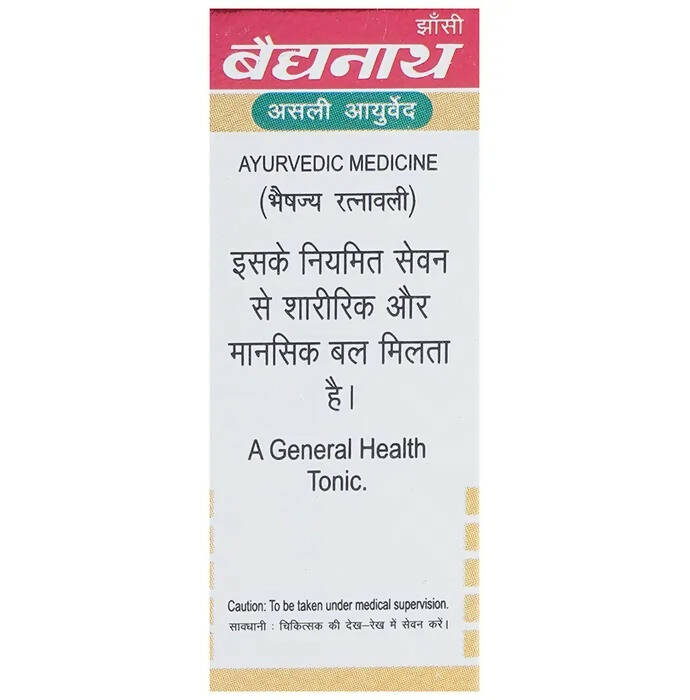 झाँसी
बैद्यनाथ
असली आयुर्वेद
AYURVEDIC MEDICINE
(भैषज्य रत्नावली)
इसके नियमित सेवन
से शारीरिक और
मानसिक बल मिलता
है।
A General Health
Tonic.
Caution: To be taken under medical supervision.
सावधानी : चिकित्सक की देख-रेख में सेवन करें।